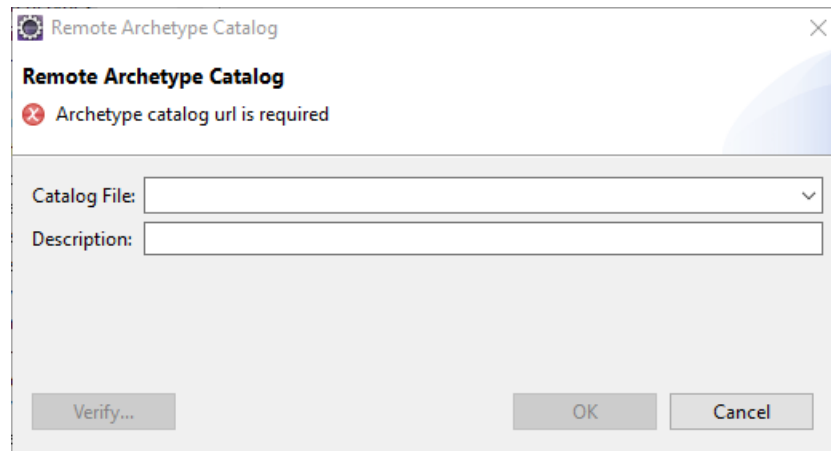 Remote Archetype Catalog
Remote Archetype Catalog
Archetype catalog url is required
Catalog File:
Description:
Verify...
OK
Cancel